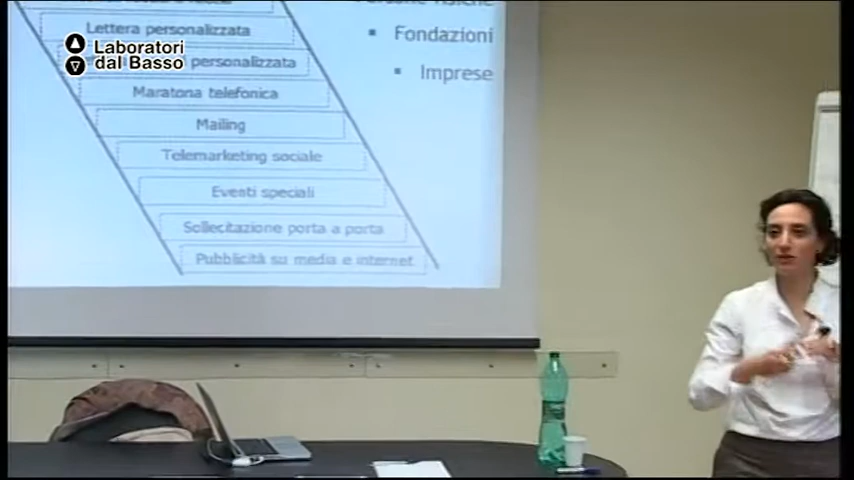 Lettera personalizzata
personalizzata
Maratona telefonica
Mailing
Telemarketing sociale
Eventi speciali
Sollecitazione porta a porta
Pubblicità su media e internet
fisiche
Fondazioni
Imprese
Laboratori
dal Basso